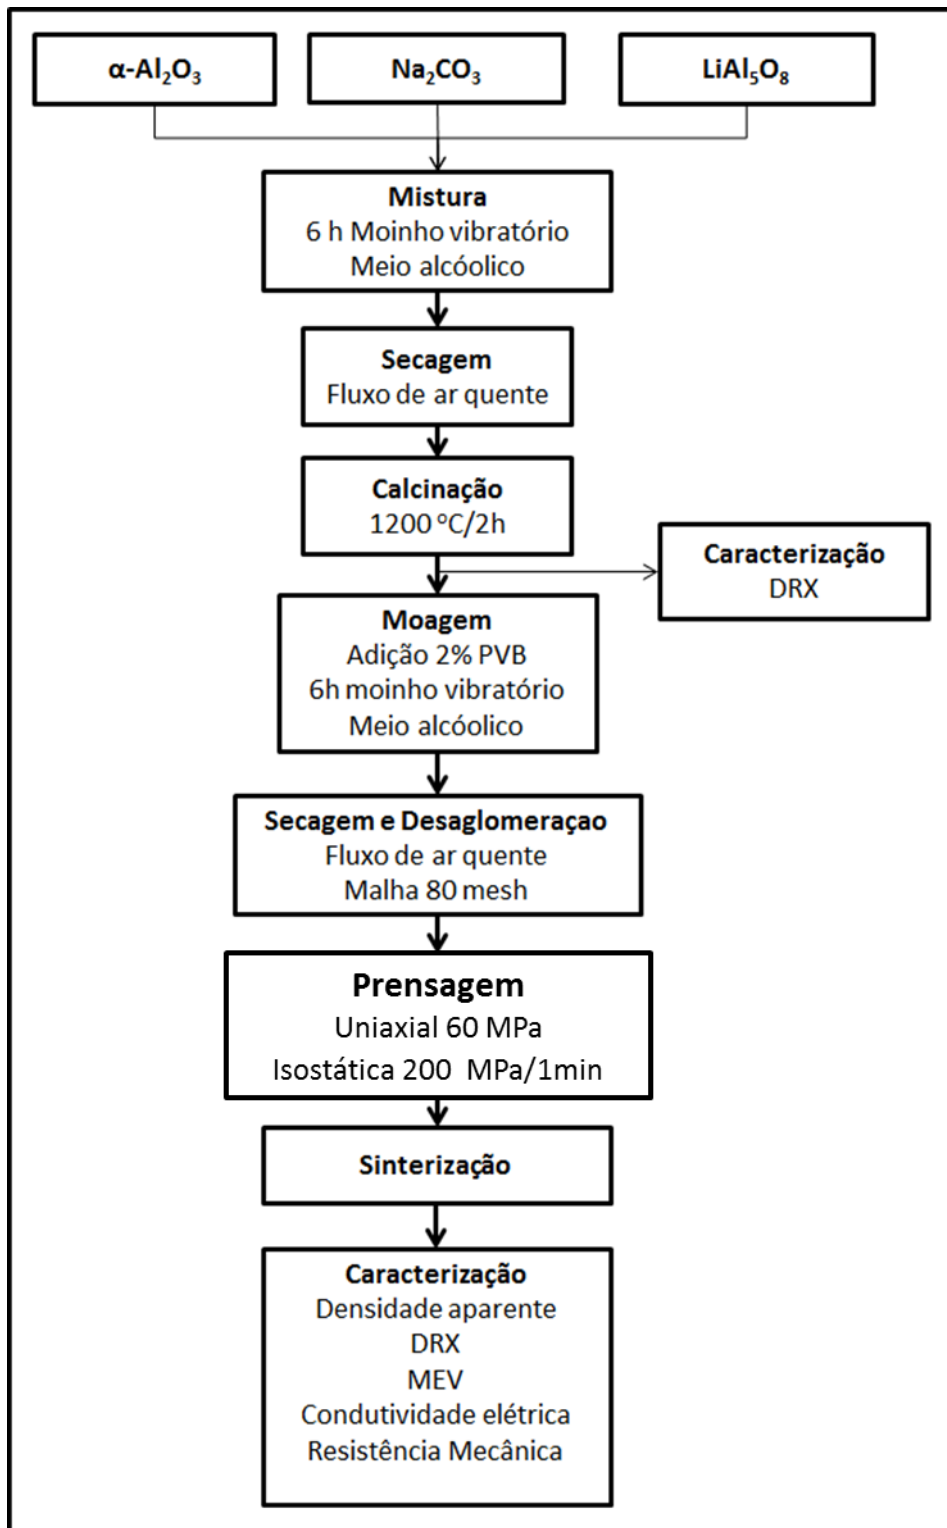 α-Al₂O₃
Na₂CO₃
LiAl₅O₈
Mistura
6 h Moinho vibratório
Meio alcóolico
Secagem
Fluxo de ar quente
Calcinação
1200 ºC/2h
Caracterização
DRX
Moagem
Adição 2% PVB
6h moinho vibratório
Meio alcóolico
Secagem e Desaglomeraçao
Fluxo de ar quente
Malha 80 mesh
Prensagem
Uniaxial 60 MPa
Isostática 200 MPa/1min
Sinterização
Caracterização
Densidade aparente
DRX
MEV
Condutividade elétrica
Resistência Mecânica